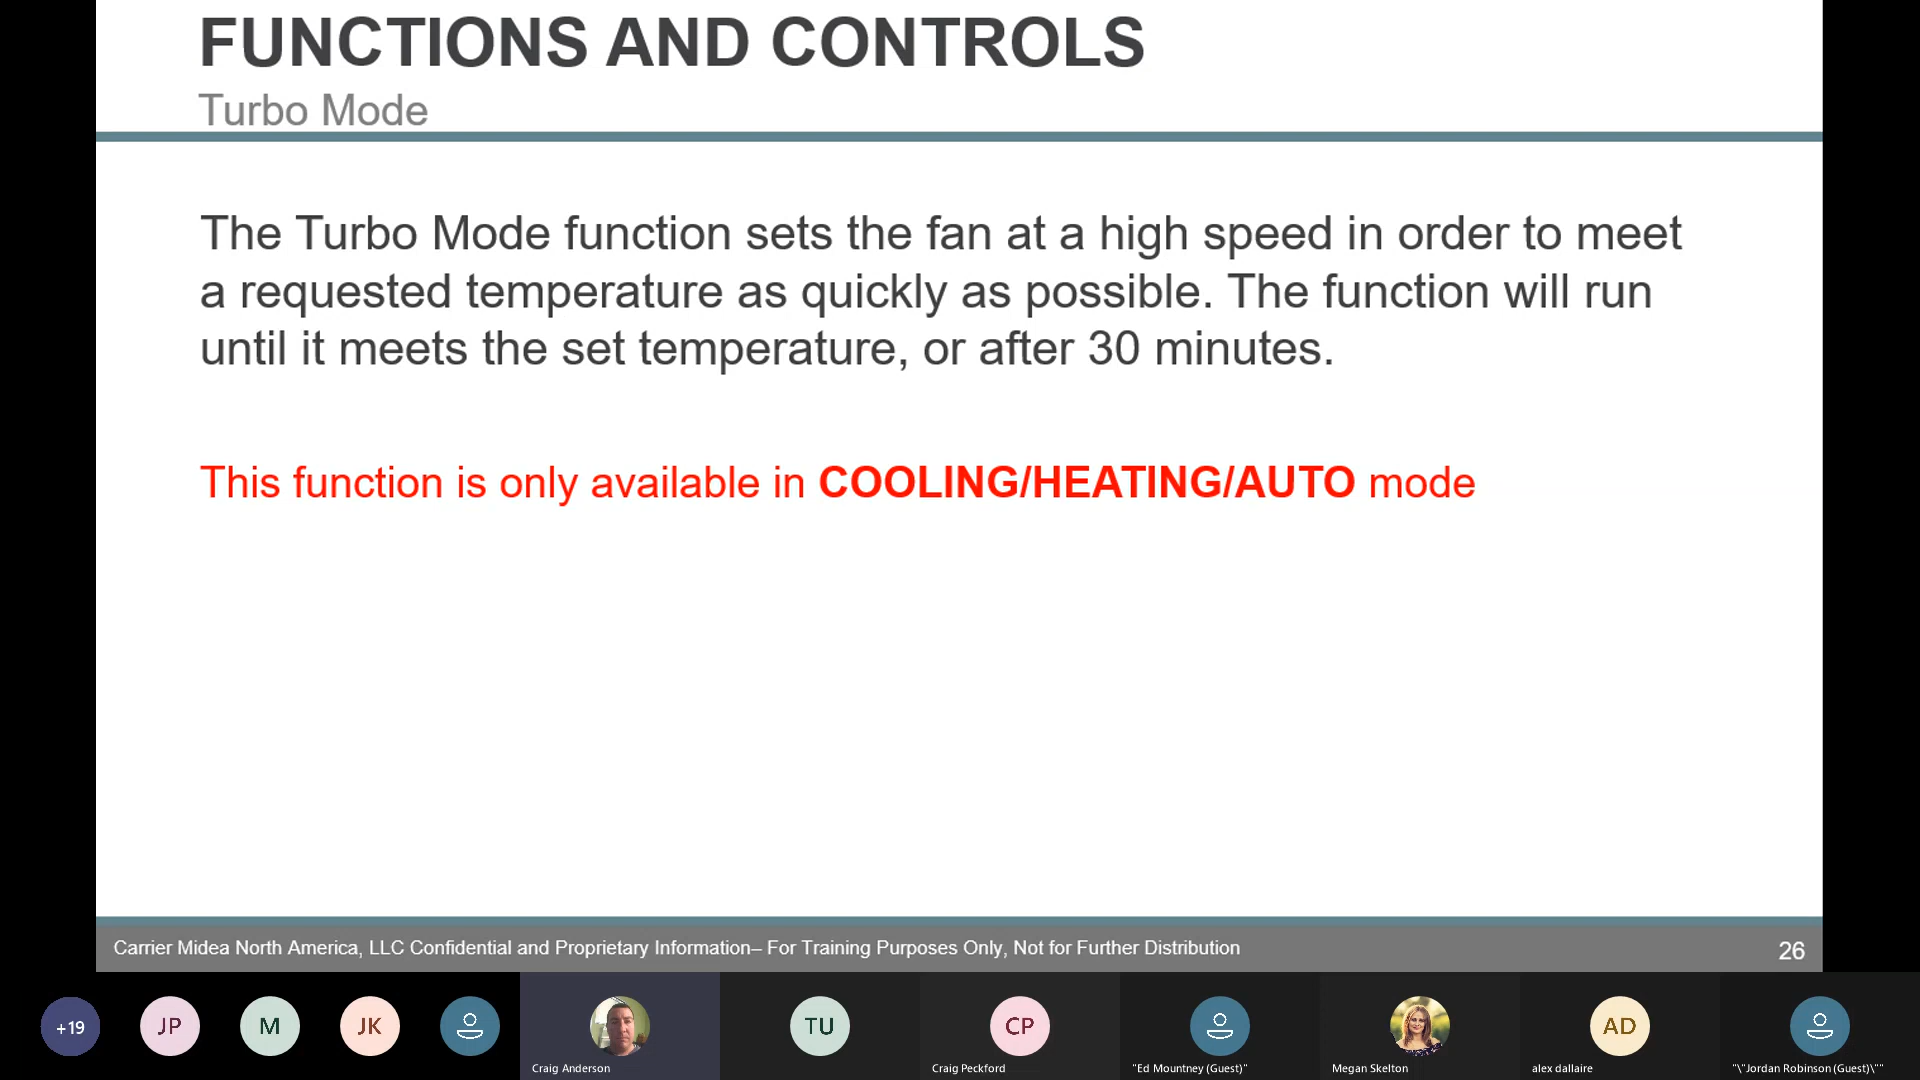 FUNCTIONS AND CONTROLS
Turbo Mode
The Turbo Mode function sets the fan at a high speed in order to meet
a requested temperature as quickly as possible. The function will run
until it meets the set temperature, or after 30 minutes.
This function is only available in COOLING/HEATING/AUTO mode
Carrier Midea North America, LLC Confidential and Proprietary Information– For Training Purposes Only, Not for Further Distribution
26
+19
JP
M
JK
Craig Anderson
TU
CP
Craig Peckford
"Ed Mountney (Guest)"
Megan Skelton
AD
alex dallaire
"\"Jordan Robinson (Guest)\""